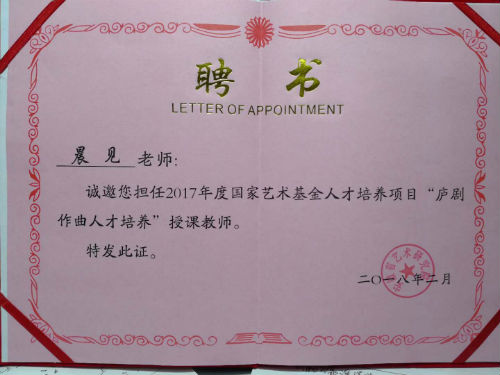 聘书
LETTER OF APPOINTMENT
晨见老师:
诚邀您担任2017年度国家艺术基金人才培养项目“庐剧
作曲人才培养”授课教师。
特发此证。
二〇一八年二月